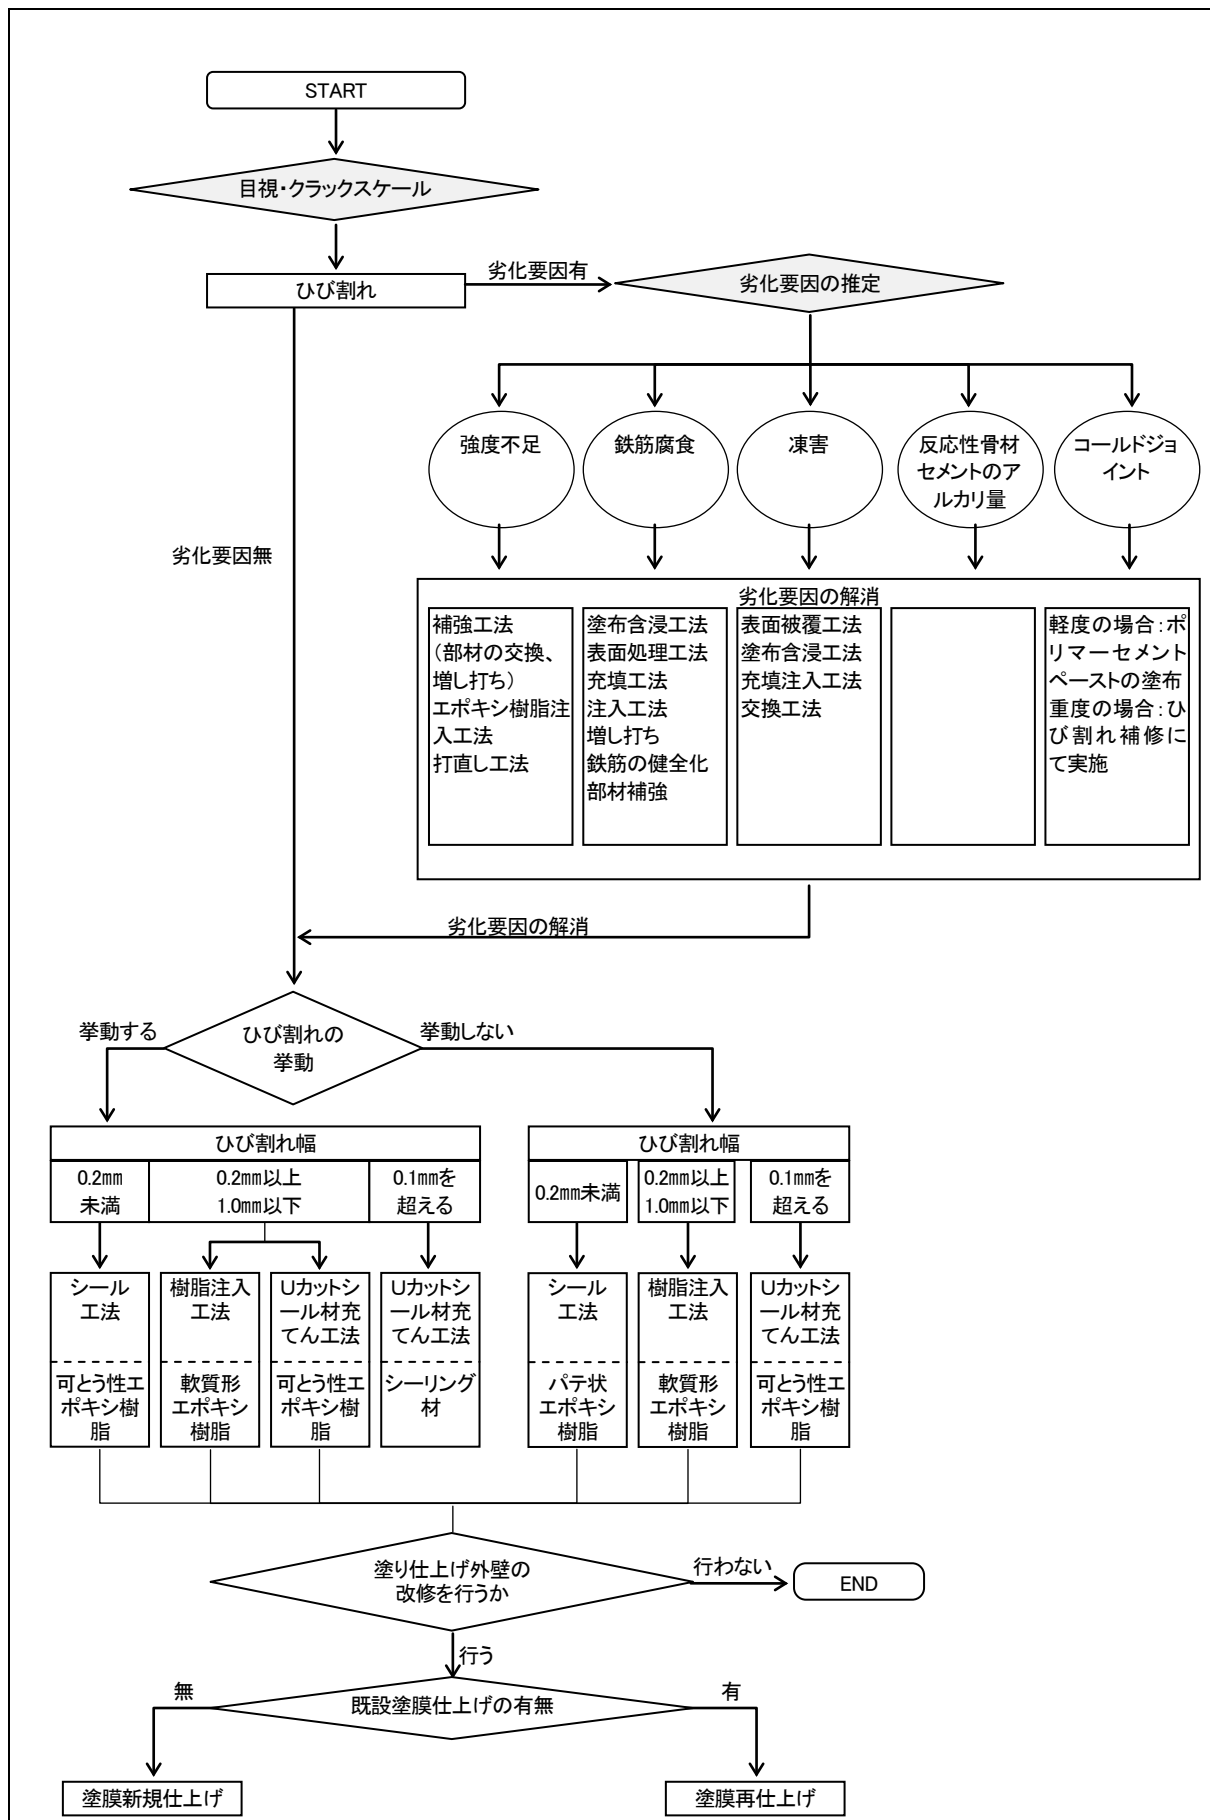 START
目視・クラックスケール
ひび割れ
劣化要因有
劣化要因の推定
強度不足
鉄筋腐食
凍害
反応性骨材
セメントのア
ルカリ量
コールドジョ
イント
劣化要因無
劣化要因の解消
補強工法
(部材の交換、
増し打ち)
エポキシ樹脂注
入工法
打直し工法
塗布含浸工法
表面処理工法
充填工法
注入工法
増し打ち
鉄筋の健全化
部材補強
表面被覆工法
塗布含浸工法
充填注入工法
交換工法
軽度の場合:ポ
リマーセメント
ペーストの塗布
重度の場合:ひ
び割れ補修に
て実施
劣化要因の解消
ひび割れの
挙動
挙動する
挙動しない
ひび割れ幅
0.2㎜
未満
0.2㎜以上
1.0㎜以下
0.1㎜を
超える
シール
工法
可とう性エ
ポキシ樹
脂
樹脂注入
工法
軟質形
エポキシ
樹脂
Uカットシ
ール材充
てん工法
可とう性エ
ポキシ樹
脂
Uカットシ
ール材充
てん工法
シーリング
材
ひび割れ幅
0.2㎜未満
0.2㎜以上
1.0㎜以下
0.1㎜を
超える
シール
工法
パテ状
エポキシ
樹脂
樹脂注入
工法
軟質形
エポキシ
樹脂
Uカットシ
ール材充
てん工法
可とう性エ
ポキシ樹
脂
塗り仕上げ外壁の
改修を行うか
行わない
END
行う
既設塗膜仕上げの有無
無
有
塗膜新規仕上げ
塗膜再仕上げ